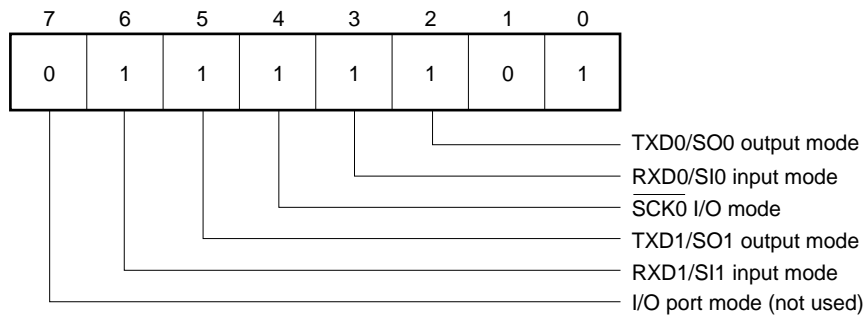 7 6 5 4 3 2 1 0
0 1 1 1 1 1 0 1
TXD0/SO0 output mode
RXD0/SI0 input mode
S̅C̅K̅0̅ I/O mode
TXD1/SO1 output mode
RXD1/SI1 input mode
I/O port mode (not used)